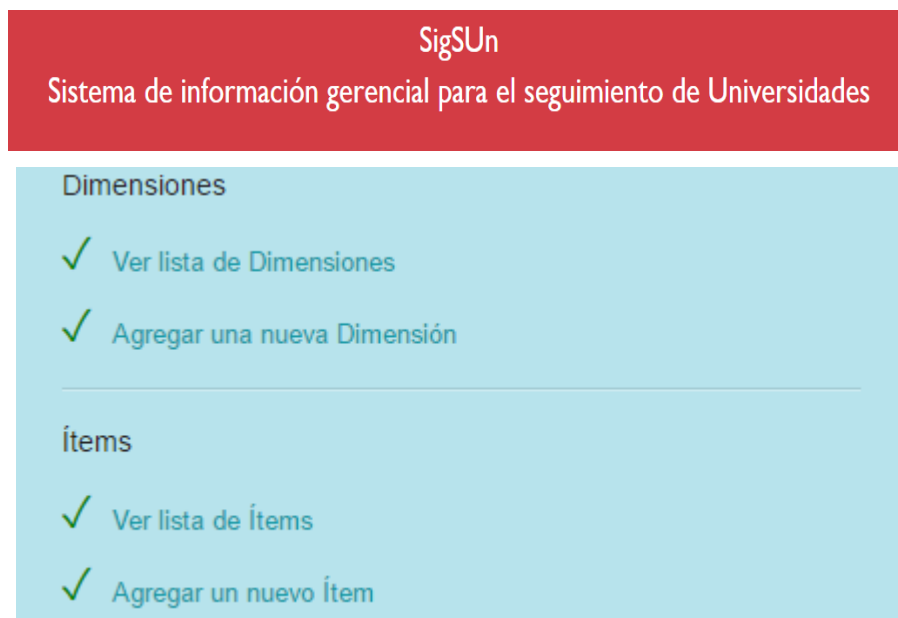 SigSUn
Sistema de información gerencial para el seguimiento de Universidades
Dimensiones
Ver lista de Dimensiones
Agregar una nueva Dimensión
Ítems
Ver lista de Ítems
Agregar un nuevo Ítem